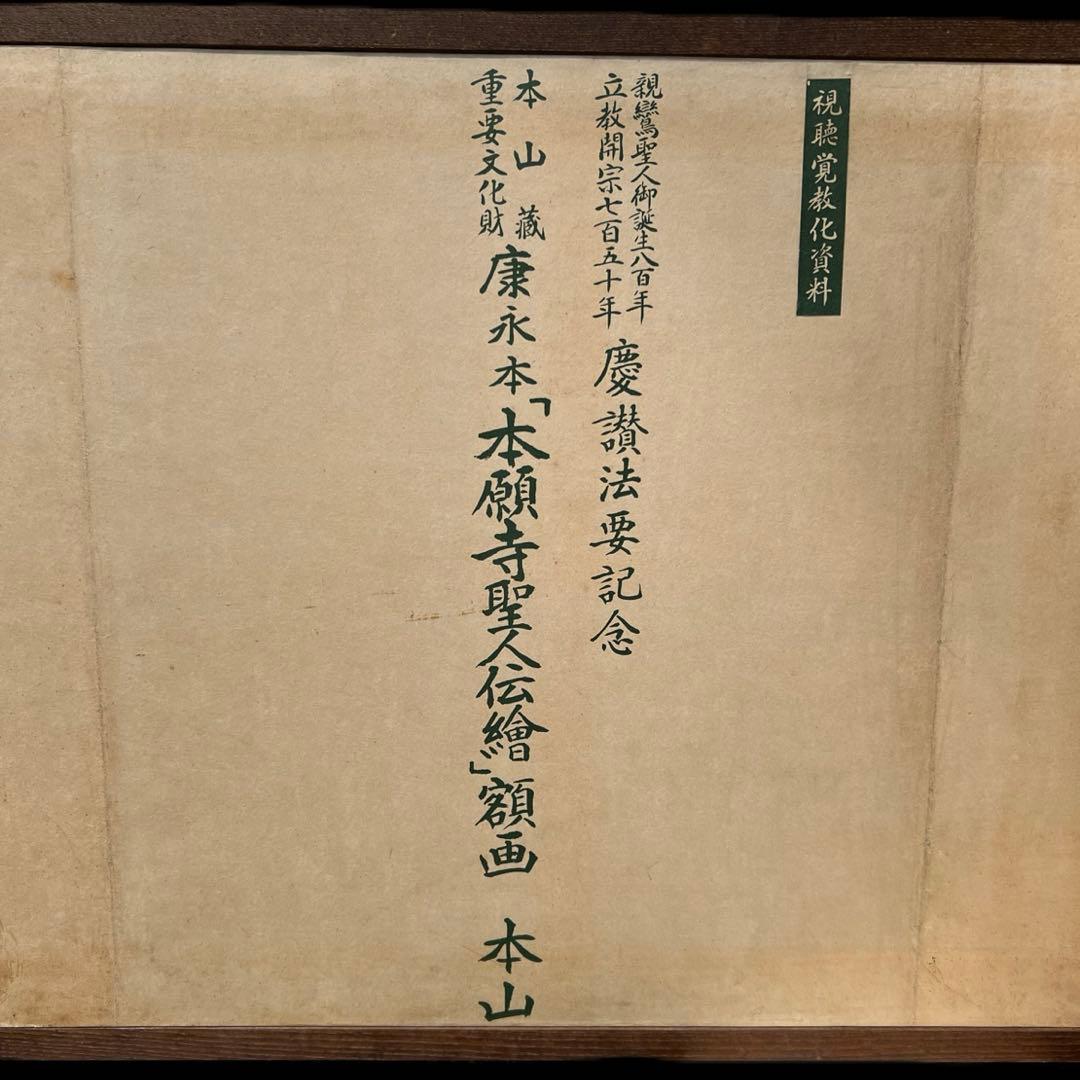 視聴覚教化資料
親鸞聖人御誕生八百年
立教開宗七百五十年
慶讃法要記念
本山蔵
重要文化財
康永本「本願寺聖人伝繪」額画　本山